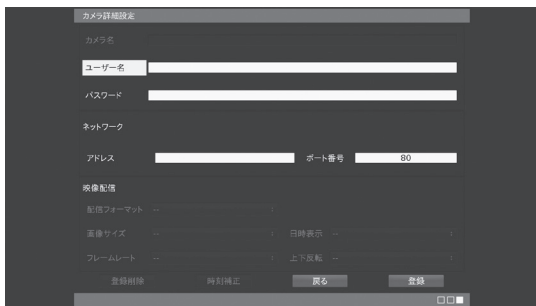 カメラ詳細設定
カメラ名
ユーザー名
パスワード
ネットワーク
アドレス ポート番号 80
映像配信
配信フォーマット --
画像サイズ -- 日時表示 --
フレームレート -- 上下反転 --
登録削除 時刻補正 戻る 登録